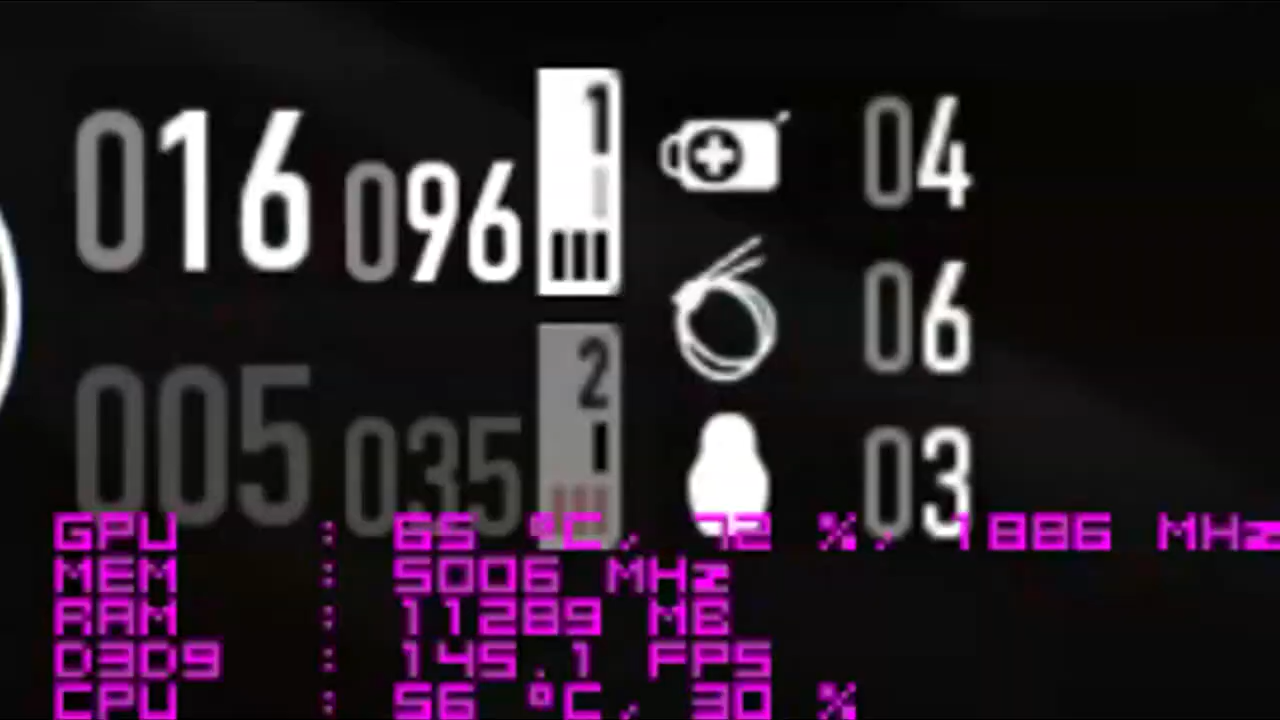 016 096 1 04
06
005 035 2 03
GPU : 65 °C, 72 %, 1886 MHz
MEM : 5006 MHz
RAM : 11289 MB
D3D9 : 145.1 FPS
CPU : 56 °C, 30 %